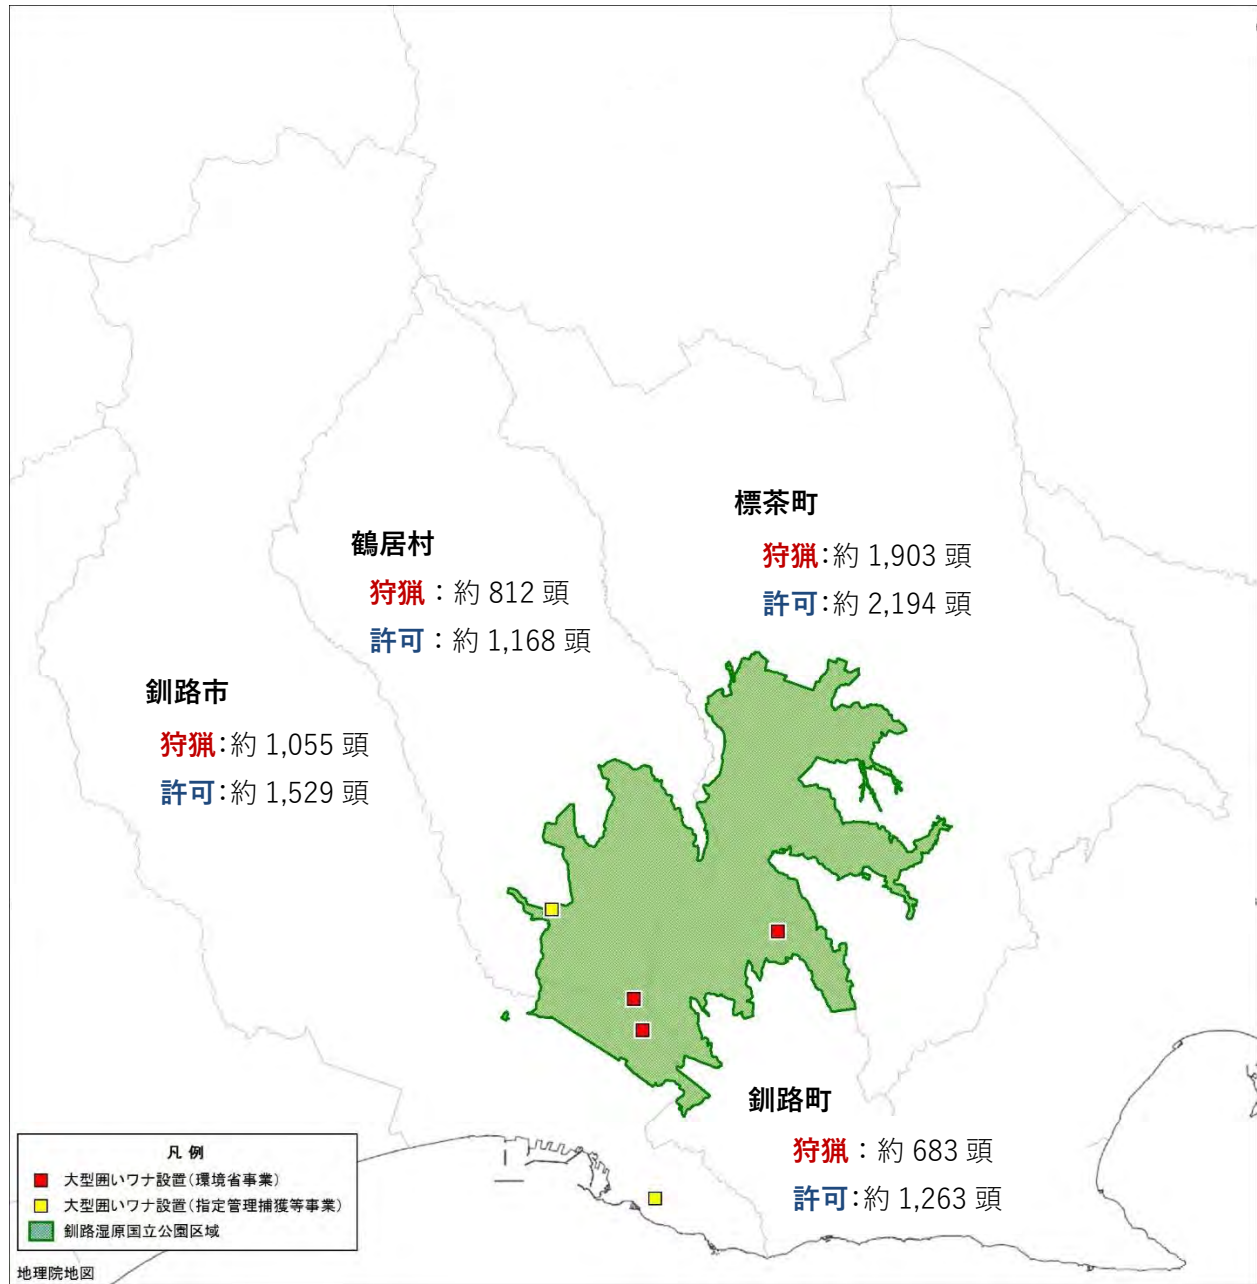 標茶町
狩猟：約 1,903 頭
許可：約 2,194 頭
鶴居村
狩猟：約 812 頭
許可：約 1,168 頭
釧路市
狩猟：約 1,055 頭
許可：約 1,529 頭
釧路町
狩猟：約 683 頭
許可：約 1,263 頭
凡 例
大型囲いワナ設置(環境省事業)
大型囲いワナ設置(指定管理捕獲等事業)
釧路湿原国立公園区域
地理院地図